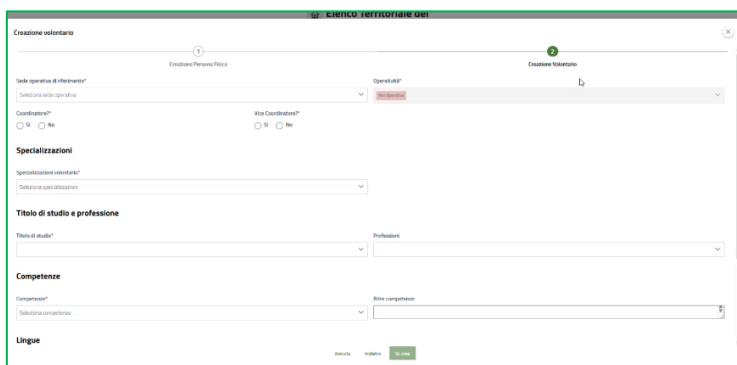 Elenco Territoriale dei
Creazione volontario
1
2
Creazione Persona Fisica
Creazione Volontario
Sede operativa di riferimento*
Operatività*
Seleziona sede operativa
Non Operativo
Coordinatore?*
Vice Coordinatore?*
Sì No
Sì No
Specializzazioni
Specializzazioni volontario*
Seleziona specializzazioni
Titolo di studio e professione
Titolo di studio*
Professioni
Competenze
Competenze*
Altre competenze
Seleziona competenze
Lingue
Annulla Indietro Sì, crea